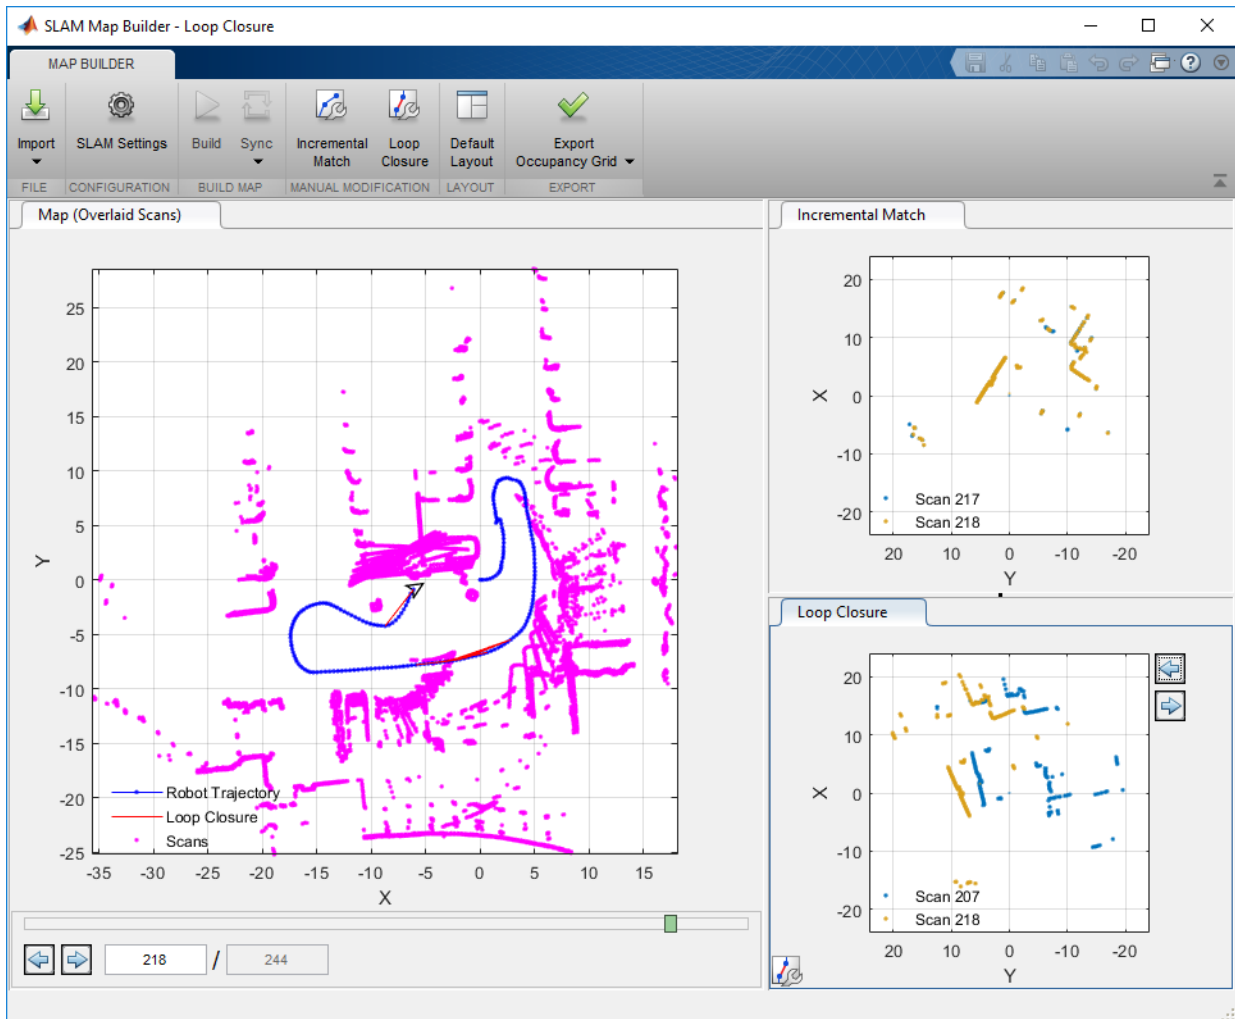 SLAM Map Builder - Loop Closure
MAP BUILDER
Import
SLAM Settings
Build
Sync
Incremental
Match
Loop
Closure
Default
Layout
Export
Occupancy Grid
FILE
CONFIGURATION
BUILD MAP
MANUAL MODIFICATION
LAYOUT
EXPORT
Map (Overlaid Scans)
25
20
15
10
5
0
-5
-10
-15
-20
-25
Y
-35 -30 -25 -20 -15 -10 -5 0 5 10 15
X
Robot Trajectory
Loop Closure
Scans
218 / 244
Incremental Match
20
10
0
-10
-20
X
Scan 217
Scan 218
20 10 0 -10 -20
Y
Loop Closure
20
10
0
-10
-20
X
Scan 207
Scan 218
20 10 0 -10 -20
Y